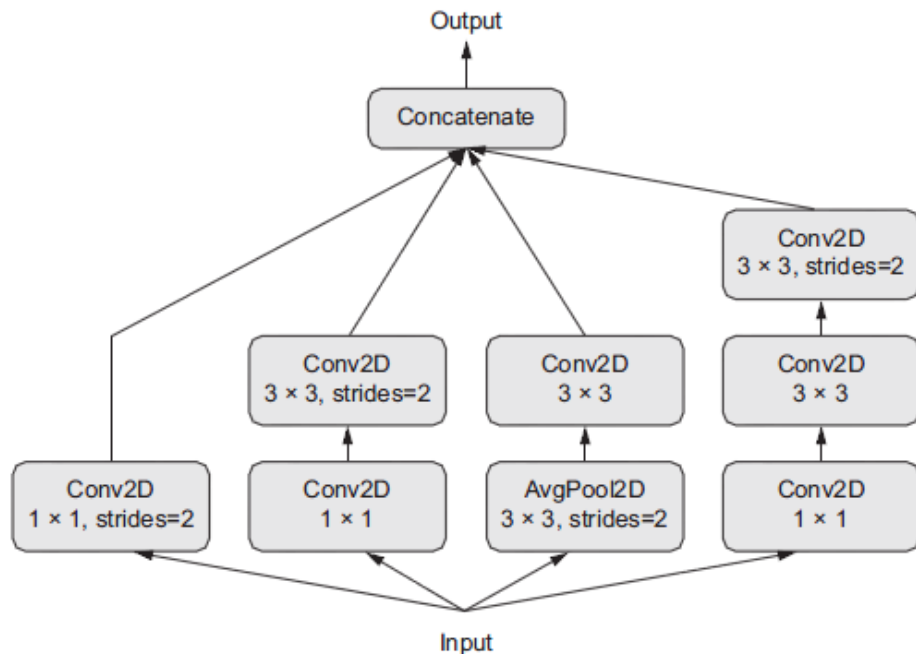 Output
Concatenate
Conv2D
3 × 3, strides=2
Conv2D
3 × 3, strides=2
Conv2D
3 × 3
Conv2D
3 × 3
Conv2D
1 × 1, strides=2
Conv2D
1 × 1
AvgPool2D
3 × 3, strides=2
Conv2D
1 × 1
Input